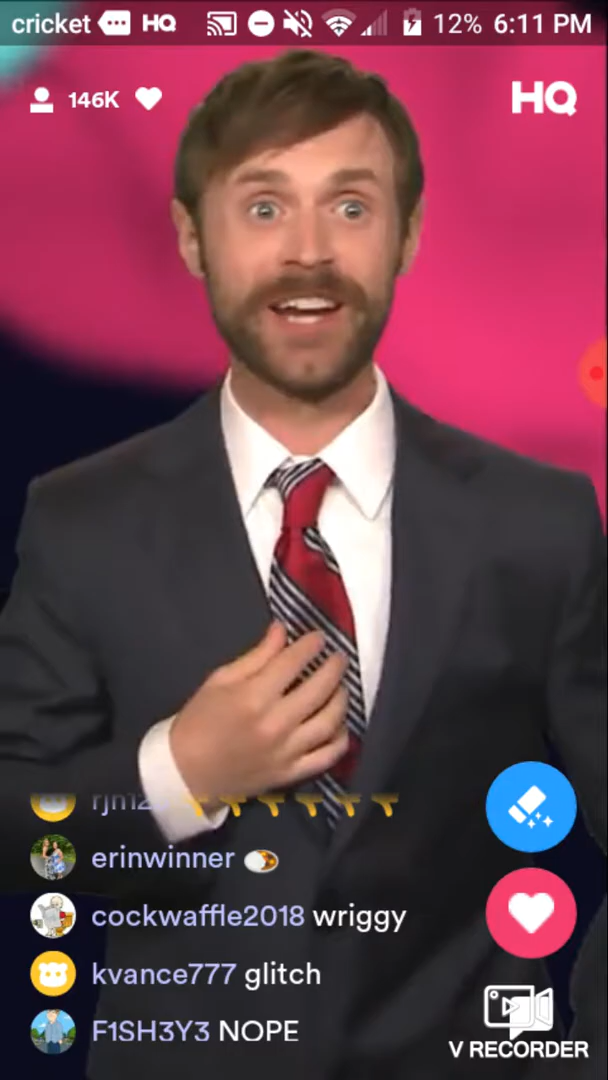 cricket HQ 12% 6:11 PM
146K HQ
erinwinner
cockwaffle2018 wriggy
kvance777 glitch
F1SH3Y3 NOPE
V RECORDER